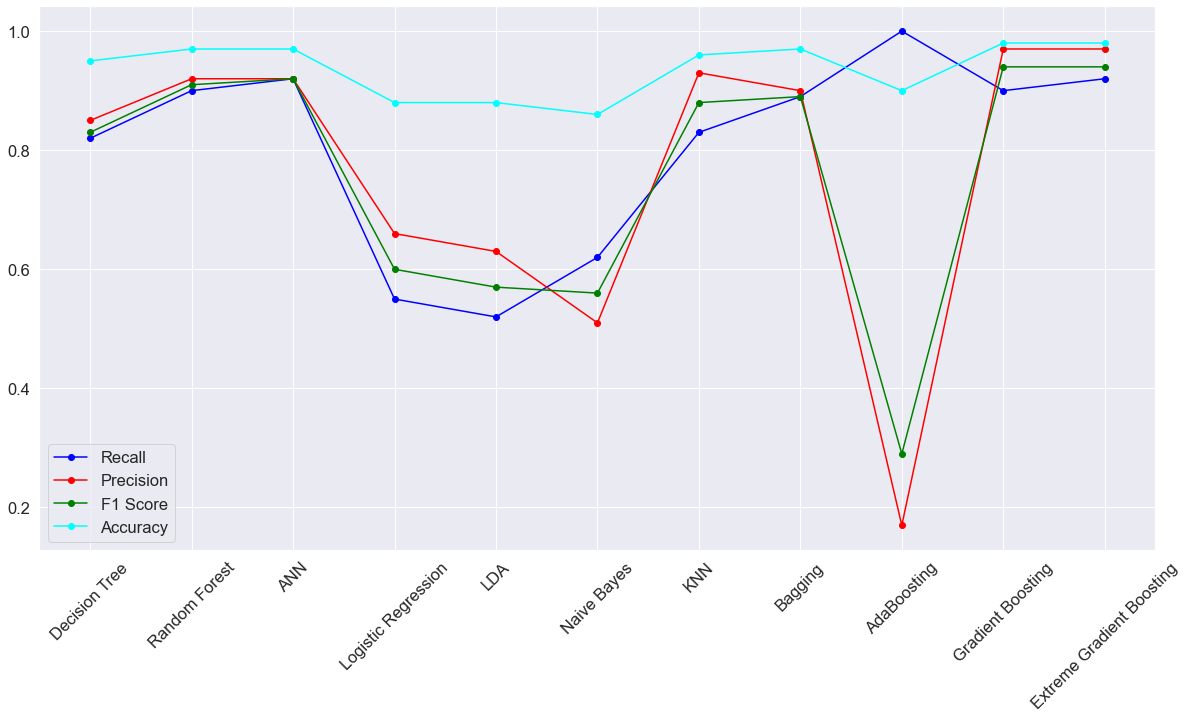 1.0
0.8
0.6
0.4
0.2
Recall
Precision
F1 Score
Accuracy
Decision Tree
Random Forest
ANN
Logistic Regression
LDA
Naive Bayes
KNN
Bagging
AdaBoosting
Gradient Boosting
Extreme Gradient Boosting